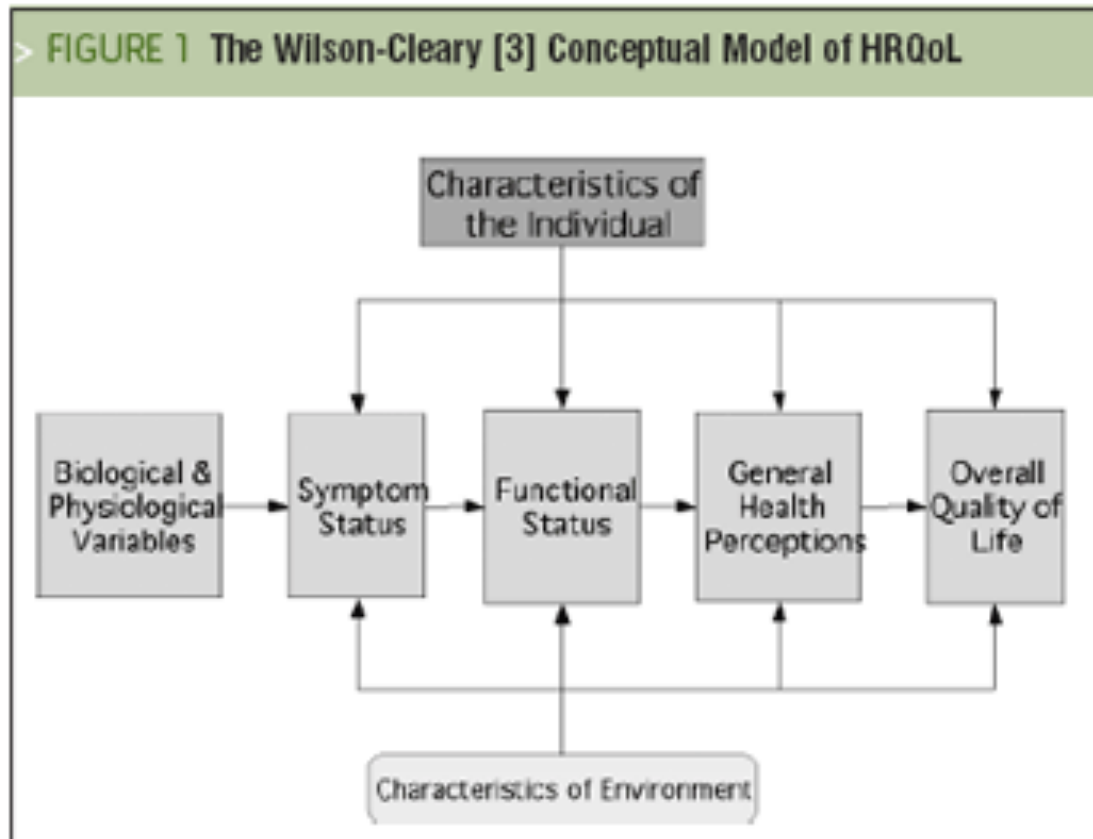 > FIGURE 1 The Wilson-Cleary [3] Conceptual Model of HRQoL
Characteristics of
the Individual
Biological &
Physiological
Variables
Symptom
Status
Functional
Status
General
Health
Perceptions
Overall
Quality of
Life
Characteristics of Environment